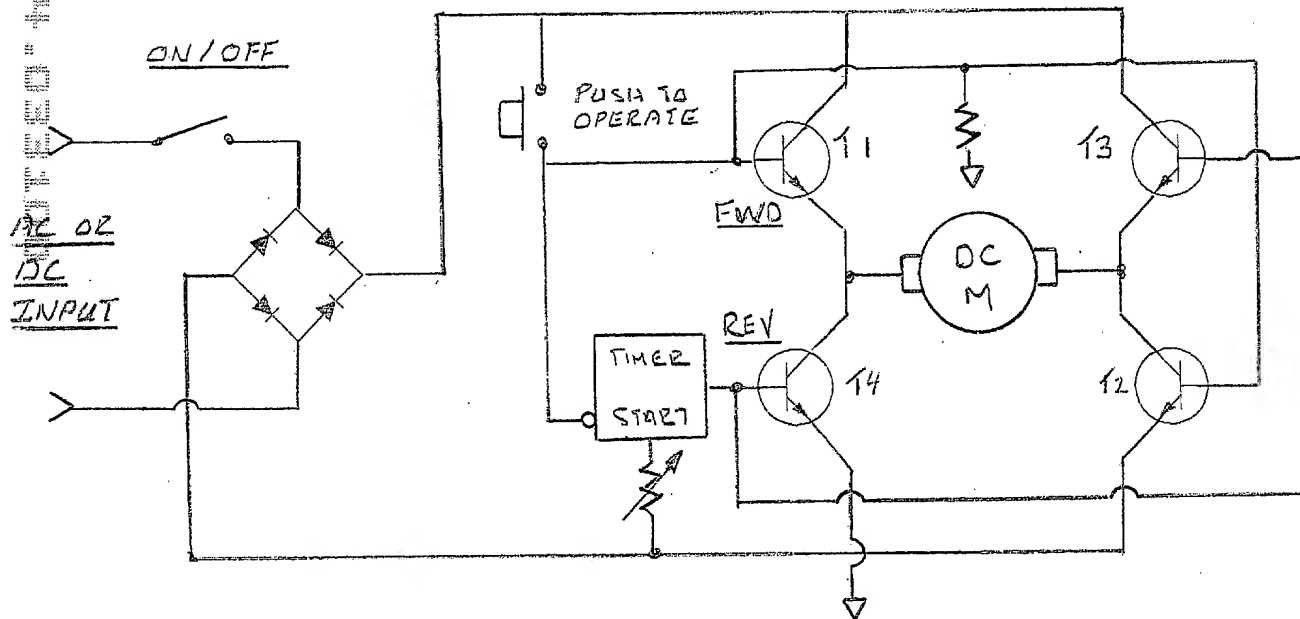 ON/OFF
PUSH TO
OPERATE
T1
T3
FWD
AC OR
DC
INPUT
DC
M
REV
TIMER
START
T4
T2